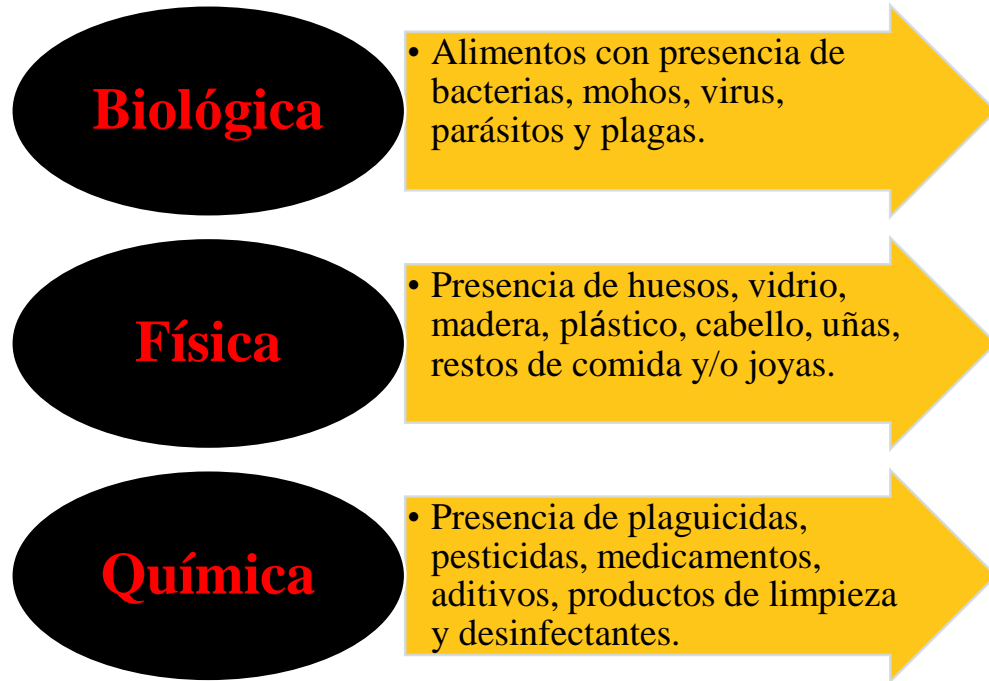 Biológica
• Alimentos con presencia de
bacterias, mohos, virus,
parásitos y plagas.
Física
• Presencia de huesos, vidrio,
madera, plástico, cabello, uñas,
restos de comida y/o joyas.
Química
• Presencia de plaguicidas,
pesticidas, medicamentos,
aditivos, productos de limpieza
y desinfectantes.